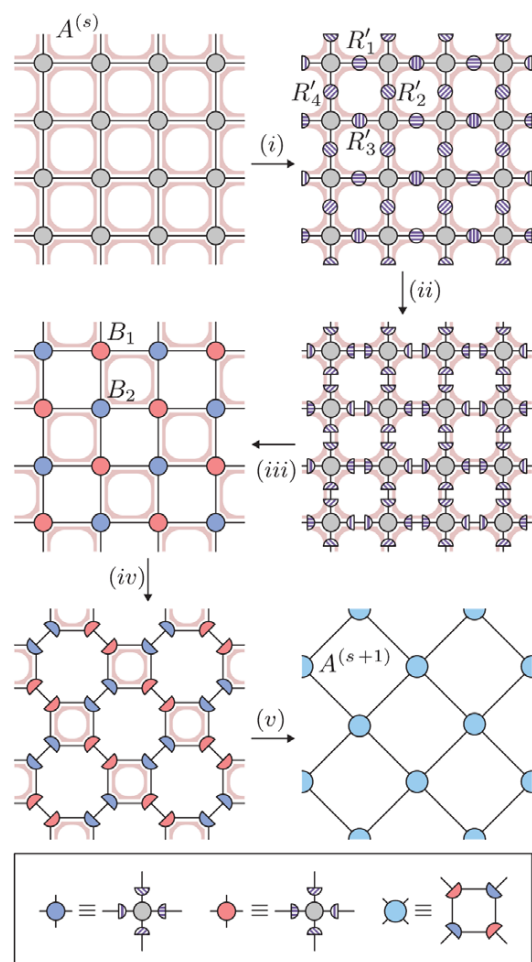 A^{(s)}
R'_1
R'_4
R'_2
R'_3
(i)
(ii)
B_1
B_2
(iii)
(iv)
A^{(s+1)}
(v)
≡
≡
≡